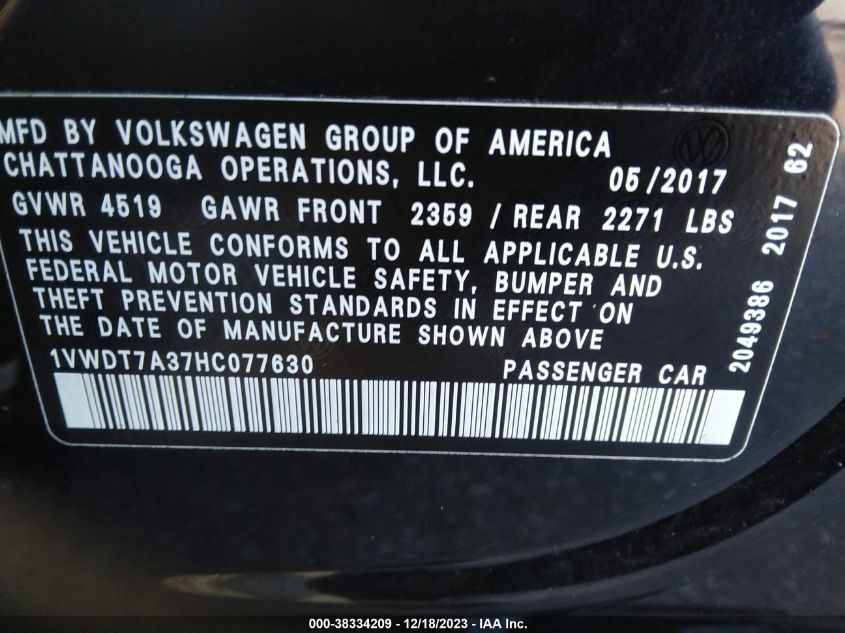 MFD BY VOLKSWAGEN GROUP OF AMERICA
CHATTANOOGA OPERATIONS, LLC. 05/2017
GVWR 4519 GAWR FRONT 2359 / REAR 2271 LBS
THIS VEHICLE CONFORMS TO ALL APPLICABLE U.S.
FEDERAL MOTOR VEHICLE SAFETY, BUMPER AND
THEFT PREVENTION STANDARDS IN EFFECT ON
THE DATE OF MANUFACTURE SHOWN ABOVE
1VWDT7A37HC077630 PASSENGER CAR
2049386 2017 62
000-38334209 - 12/18/2023 - IAA Inc.